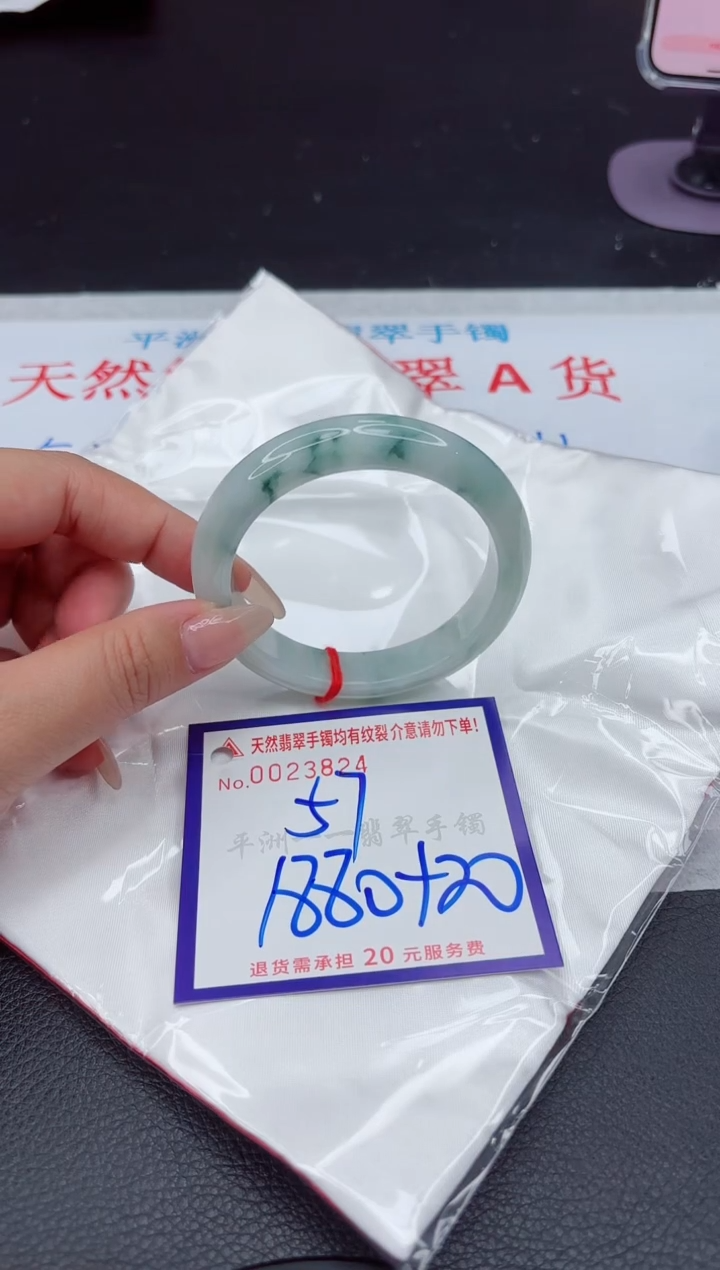 平洲 翠手镯
天然 翠 A 货
天然翡翠手镯均有纹裂介意请勿下单!
No.0023824
57
平洲 一 翡翠手镯
1880+20
退货需承担 20 元服务费